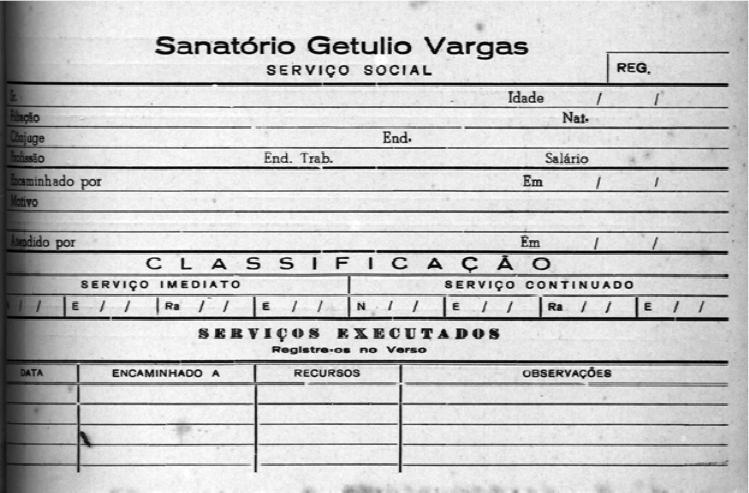 Sanatório Getulio Vargas
SERVIÇO SOCIAL
REG.
Sr. Idade / /
Filiação Nat.
Cônjuge End.
Profissão End. Trab. Salário
Encaminhado por Em / /
Motivo
Atendido por Em / /
CLASSIFICAÇÃO
SERVIÇO IMEDIATO SERVIÇO CONTINUADO
/ / E / / Ra / / E / / N / / E / / Ra / / E / /
SERVIÇOS EXECUTADOS
Registre-os no Verso
DATA ENCAMINHADO A RECURSOS OBSERVAÇÕES